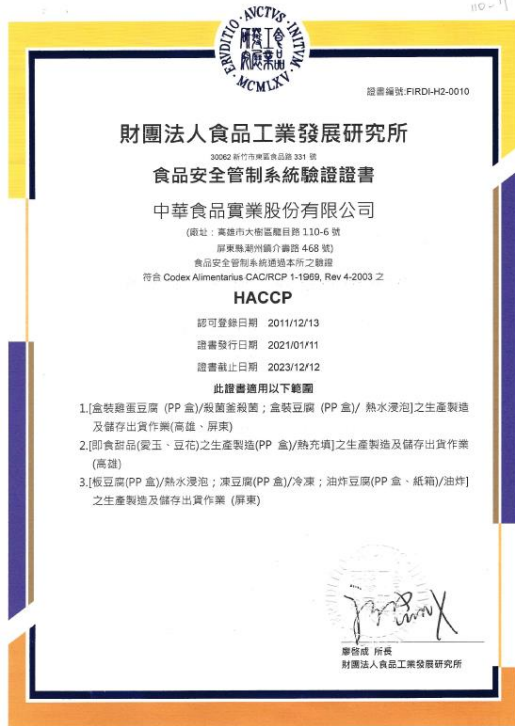 110-
ERVDITIO·AVCTVS·INITVM·MCMLXV
食品工業發展研究所
證書編號:FIRDI-H2-0010
財團法人食品工業發展研究所
30062 新竹市東區食品路 331 號
食品安全管制系統驗證證書
中華食品實業股份有限公司
(廠址：高雄市大樹區龍目路 110-6 號
屏東縣潮州鎮介壽路 468 號)
食品安全管制系統通過本所之驗證
符合 Codex Alimentarius CAC/RCP 1-1969, Rev 4-2003 之
HACCP
認可登錄日期 2011/12/13
證書發行日期 2021/01/11
證書截止日期 2023/12/12
此證書適用以下範圍
1.[盒裝雞蛋豆腐 (PP 盒)/殺菌釜殺菌；盒裝豆腐 (PP 盒)/ 熱水浸泡]之生產製造
及儲存出貨作業(高雄、屏東)
2.[即食甜品(愛玉、豆花)之生產製造(PP 盒)/熱充填]之生產製造及儲存出貨作業
(高雄)
3.[板豆腐(PP 盒)/熱水浸泡；凍豆腐(PP 盒)/冷凍；油炸豆腐(PP 盒、紙箱)/油炸]
之生產製造及儲存出貨作業 (屏東)
廖啓成 所長
財團法人食品工業發展研究所